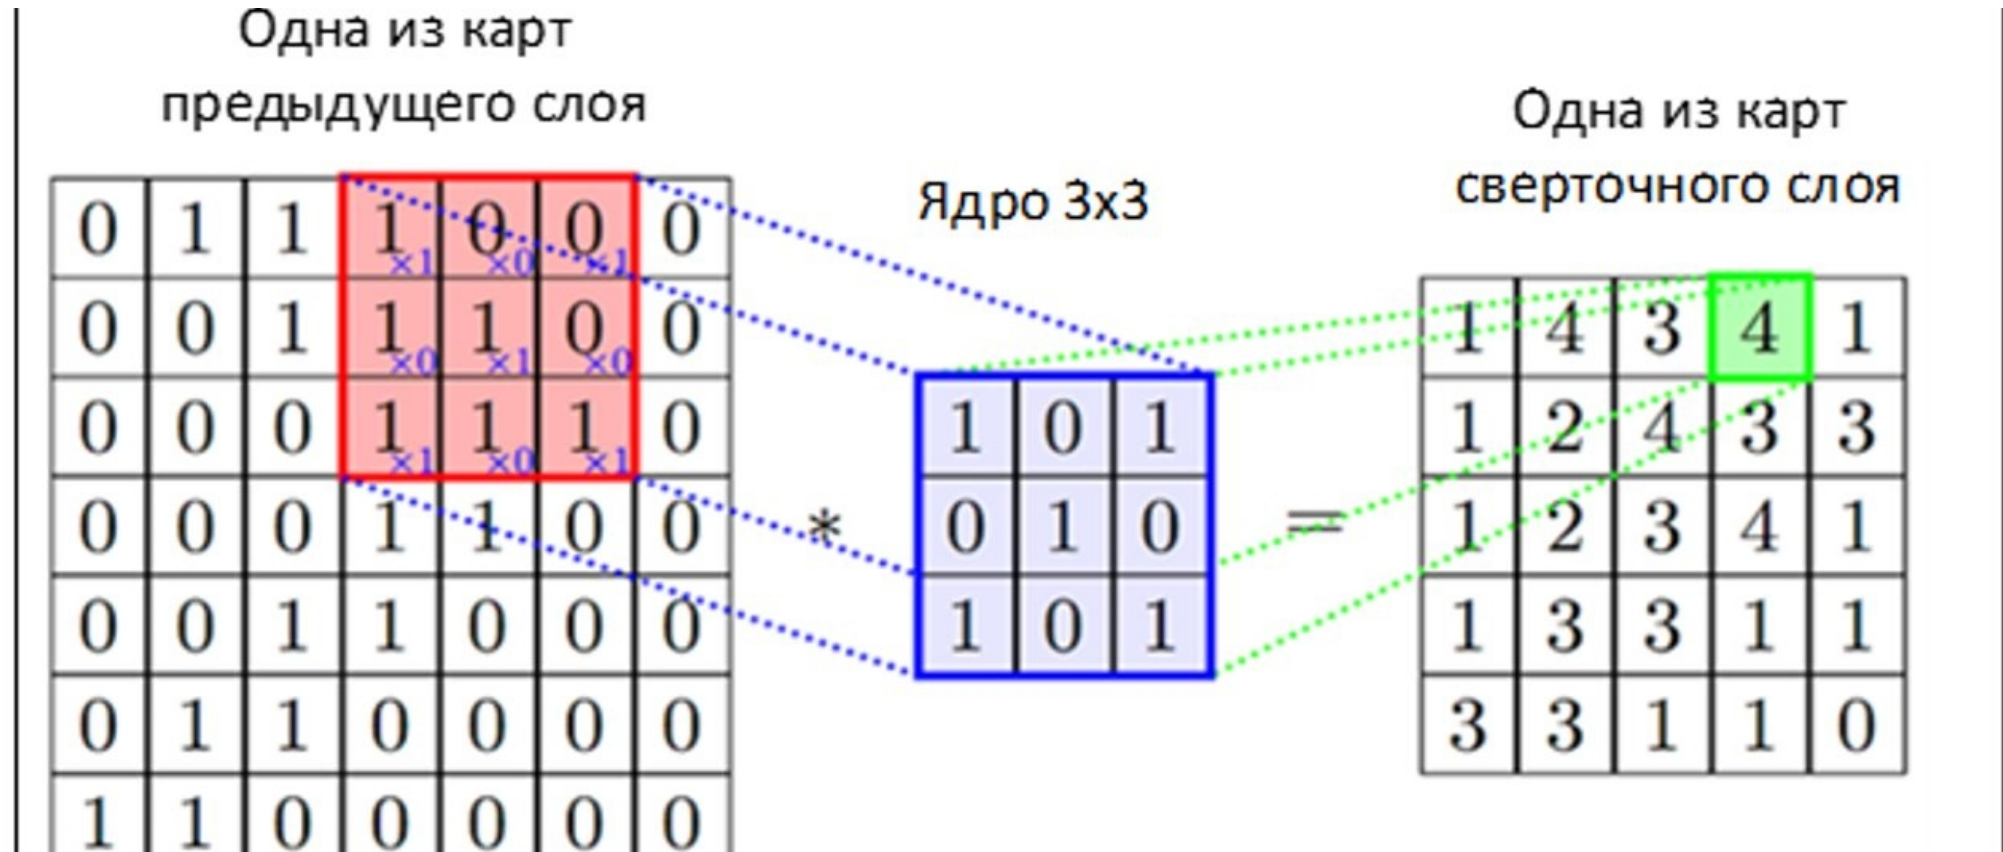 Одна из карт
предыдущего слоя
0 1 1 1 0 0 0
×1 ×0 ×1
0 0 1 1 1 0 0
×0 ×1 ×0
0 0 0 1 1 1 0
×1 ×0 ×1
0 0 0 1 1 0 0
0 0 1 1 0 0 0
0 1 1 0 0 0 0
1 1 0 0 0 0 0
*
Ядро 3x3
1 0 1
0 1 0
1 0 1
=
Одна из карт
сверточного слоя
1 4 3 4 1
1 2 4 3 3
1 2 3 4 1
1 3 3 1 1
3 3 1 1 0